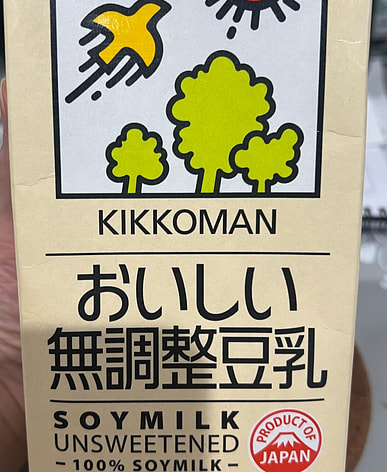 KIKKOMAN
おいしい
無調整豆乳
SOYMILK
UNSWEETENED
- 100% SOYMILK -
PRODUCT OF
JAPAN